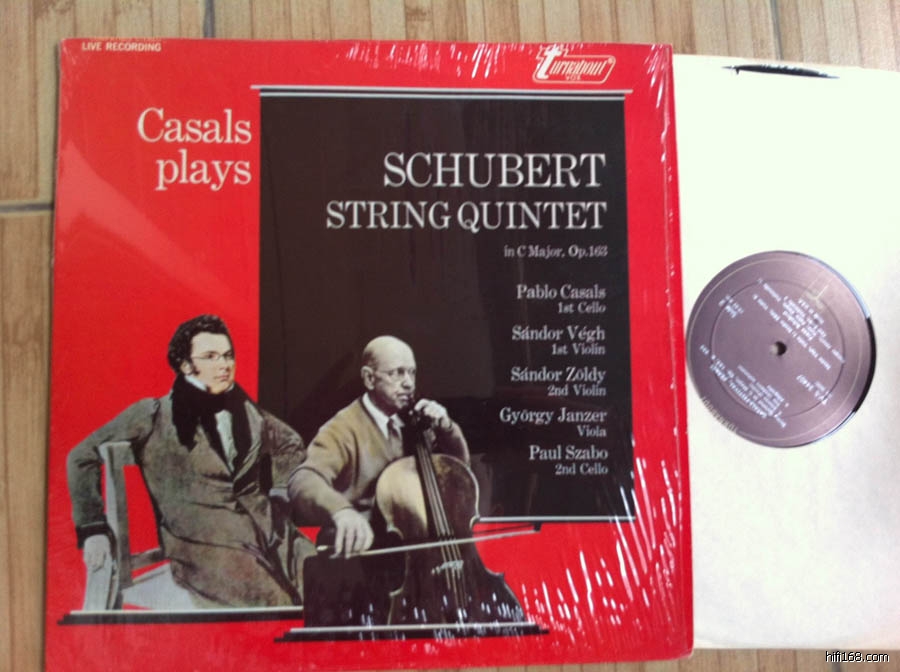 LIVE RECORDING
turnabout
VOX
Casals
plays
SCHUBERT
STRING QUINTET
in C Major, Op.163
Pablo Casals
1st Cello
Sándor Végh
1st Violin
Sándor Zöldy
2nd Violin
György Janzer
Viola
Paul Szabo
2nd Cello
hifi168.com